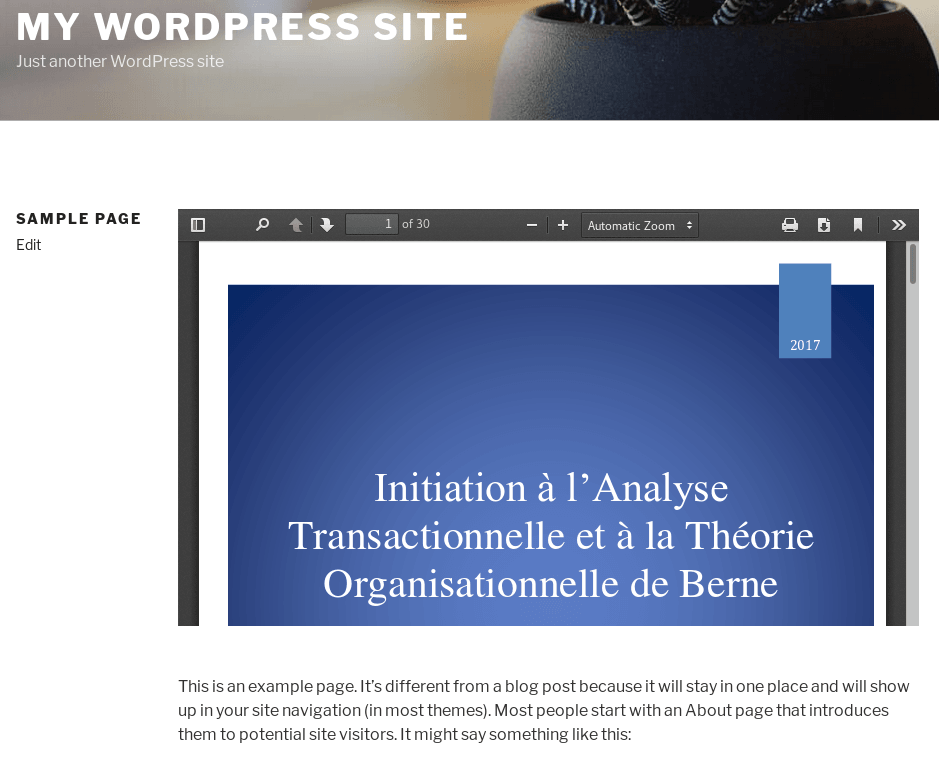 MY WORDPRESS SITE
Just another WordPress site
SAMPLE PAGE
Edit
1 of 30
Automatic Zoom
2017
Initiation à l’Analyse
Transactionnelle et à la Théorie
Organisationnelle de Berne
This is an example page. It’s different from a blog post because it will stay in one place and will show
up in your site navigation (in most themes). Most people start with an About page that introduces
them to potential site visitors. It might say something like this: